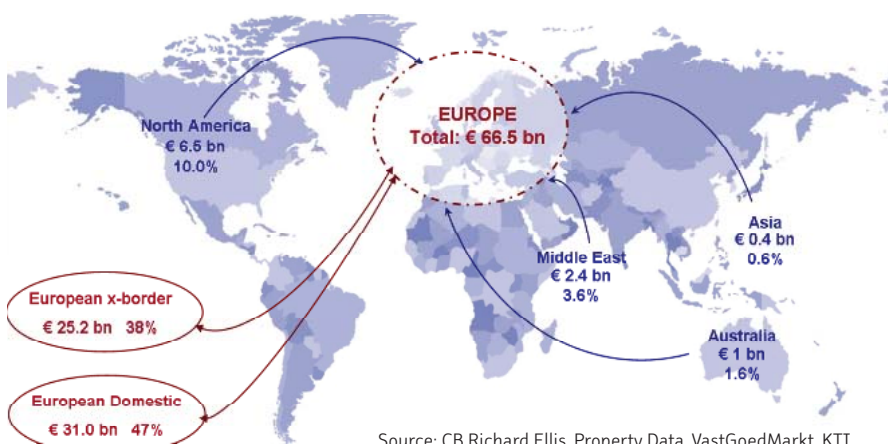 EUROPE
Total: € 66.5 bn
North America
€ 6.5 bn
10.0%
Asia
€ 0.4 bn
0.6%
Middle East
€ 2.4 bn
3.6%
European x-border
€ 25.2 bn 38%
Australia
€ 1 bn
1.6%
European Domestic
€ 31.0 bn 47%
Source: CB Richard Ellis, Property Data, VastGoedMarkt, KTI